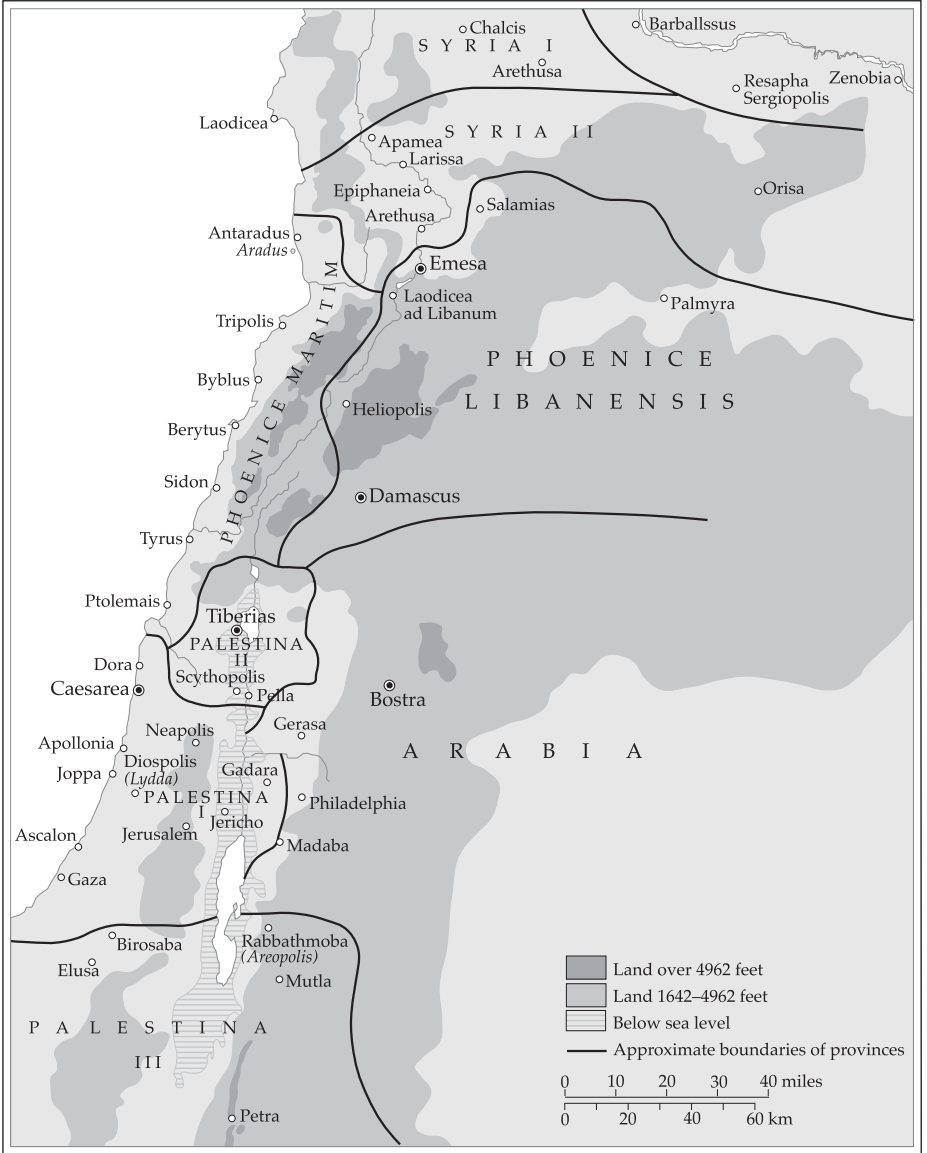 Chalcis
Barballssus
SYRIA I
Arethusa
Resapha
Sergiopolis
Zenobia
Laodicea
SYRIA II
Apamea
Larissa
Epiphaneia
Orisa
Salamias
Arethusa
Antaradus
Aradus
Emesa
Laodicea
ad Libanum
Palmyra
Tripolis
PHOENICE MARITIM
PHOENICE
LIBANENSIS
Byblus
Heliopolis
Berytus
Sidon
Damascus
Tyrus
Ptolemais
Tiberias
PALESTINA
II
Dora
Scythopolis
Caesarea
Pella
Bostra
Gerasa
Neapolis
Apollonia
ARABIA
Diospolis
(Lydda)
Joppa
Gadara
PALESTINA
I
Philadelphia
Jericho
Jerusalem
Ascalon
Madaba
Gaza
Birosaba
Rabbathmoba
(Areopolis)
Elusa
Mutla
PALESTINA
III
Petra
Land over 4962 feet
Land 1642–4962 feet
Below sea level
Approximate boundaries of provinces
0 10 20 30 40 miles
0 20 40 60 km